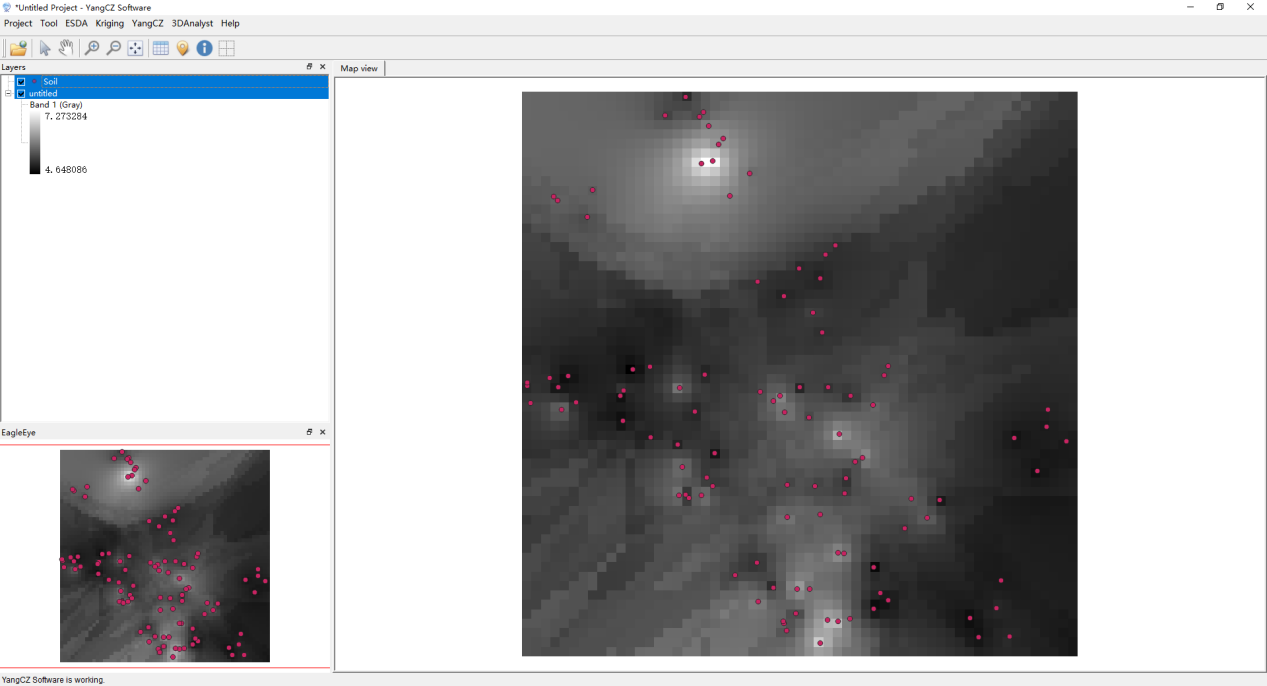 *Untitled Project - YangCZ Software
Project Tool ESDA Kriging YangCZ 3DAnalyst Help
Layers
Map view
Soil
untitled
Band 1 (Gray)
7.273284
4.648086
EagleEye
YangCZ Software is working.